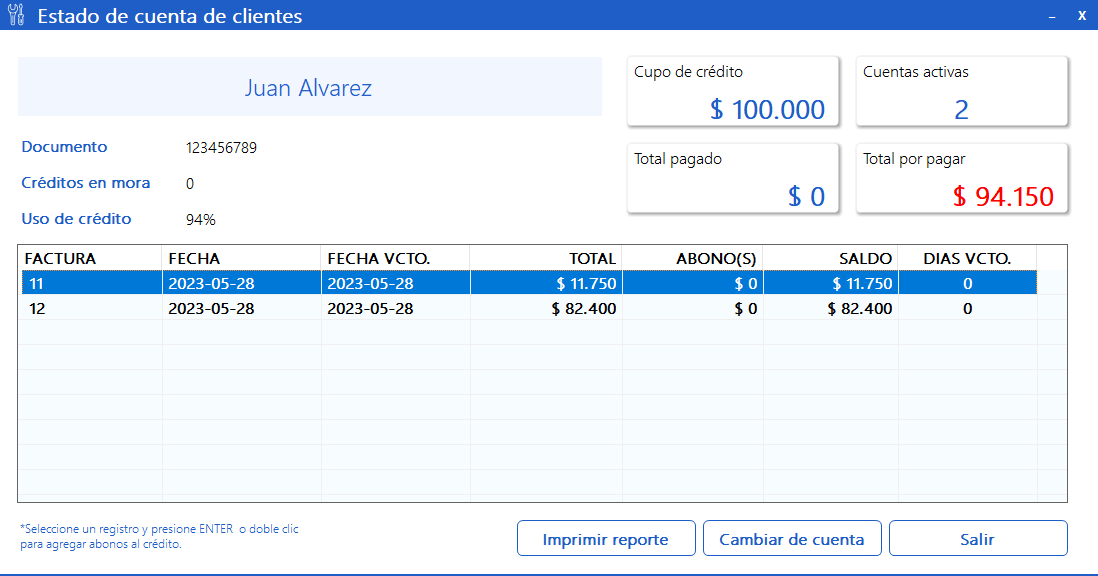 Estado de cuenta de clientes
Juan Alvarez
Cupo de crédito
$ 100.000
Cuentas activas
2
Documento 123456789
Créditos en mora 0
Uso de crédito 94%
Total pagado
$ 0
Total por pagar
$ 94.150
FACTURA FECHA FECHA VCTO. TOTAL ABONO(S) SALDO DIAS VCTO.
11 2023-05-28 2023-05-28 $ 11.750 $ 0 $ 11.750 0
12 2023-05-28 2023-05-28 $ 82.400 $ 0 $ 82.400 0
*Seleccione un registro y presione ENTER o doble clic
para agregar abonos al crédito.
Imprimir reporte Cambiar de cuenta Salir